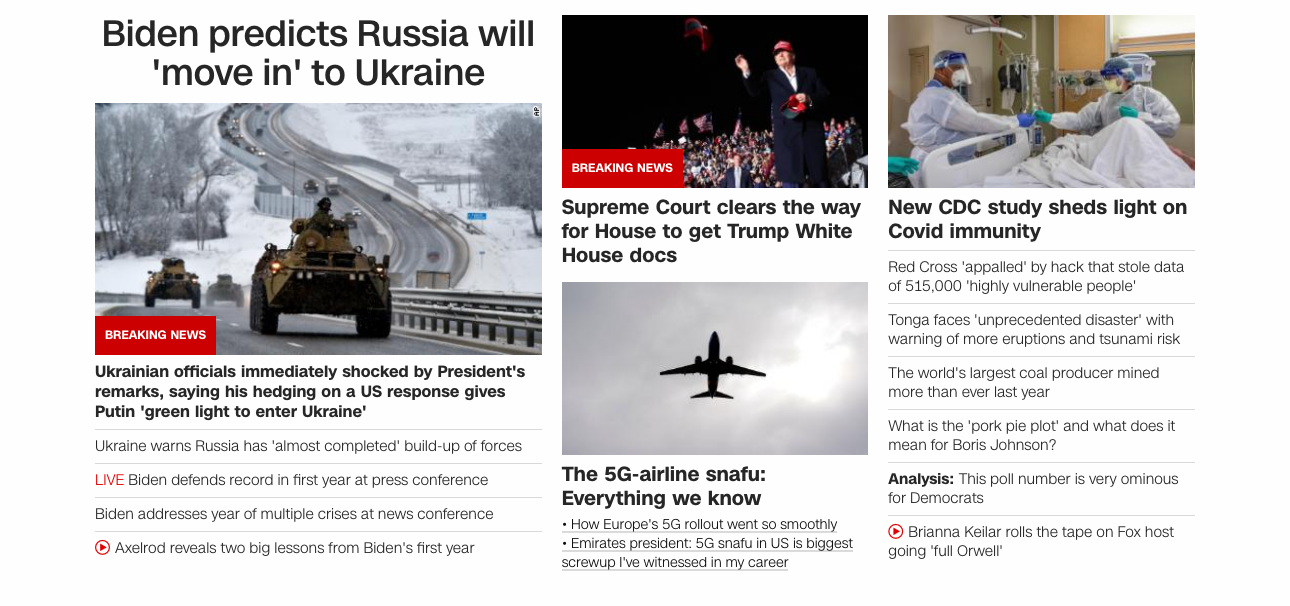 Biden predicts Russia will
'move in' to Ukraine
AP
BREAKING NEWS
Ukrainian officials immediately shocked by President's
remarks, saying his hedging on a US response gives
Putin 'green light to enter Ukraine'
Ukraine warns Russia has 'almost completed' build-up of forces
LIVE Biden defends record in first year at press conference
Biden addresses year of multiple crises at news conference
Axelrod reveals two big lessons from Biden's first year
BREAKING NEWS
Supreme Court clears the way
for House to get Trump White
House docs
The 5G-airline snafu:
Everything we know
• How Europe's 5G rollout went so smoothly
• Emirates president: 5G snafu in US is biggest
screwup I've witnessed in my career
New CDC study sheds light on
Covid immunity
Red Cross 'appalled' by hack that stole data
of 515,000 'highly vulnerable people'
Tonga faces 'unprecedented disaster' with
warning of more eruptions and tsunami risk
The world's largest coal producer mined
more than ever last year
What is the 'pork pie plot' and what does it
mean for Boris Johnson?
Analysis: This poll number is very ominous
for Democrats
Brianna Keilar rolls the tape on Fox host
going 'full Orwell'